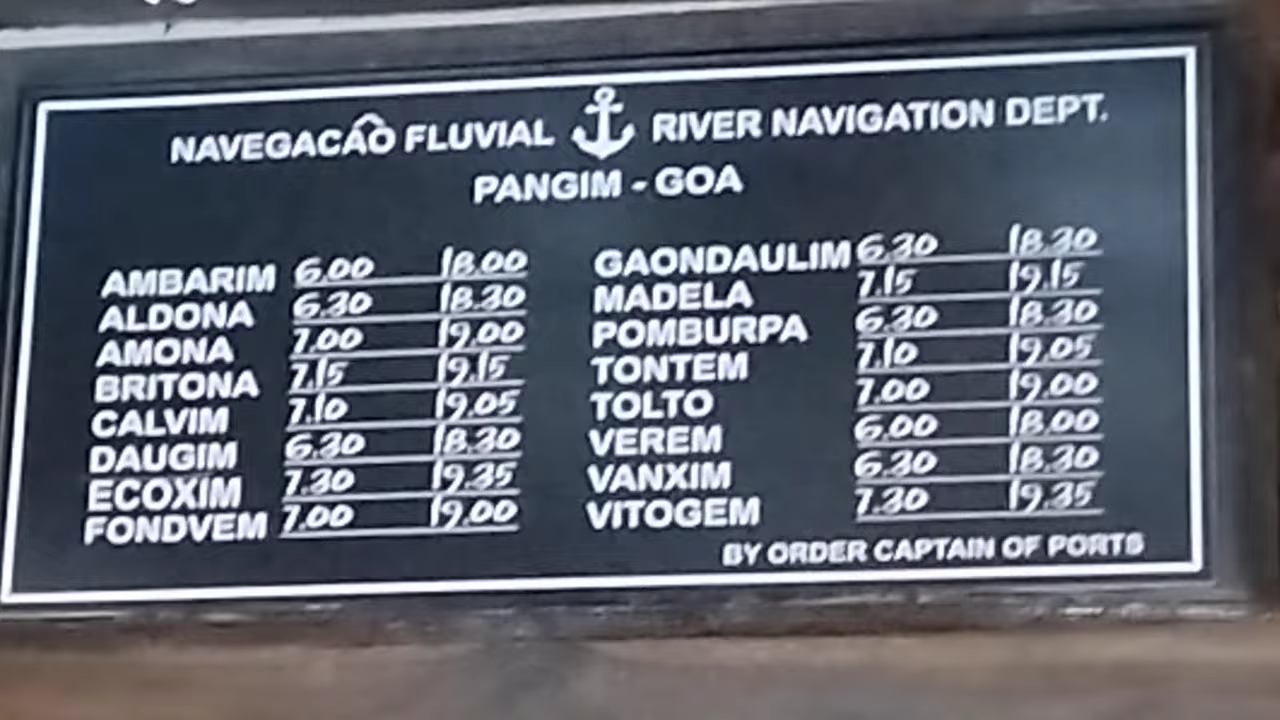 NAVEGACÂO FLUVIAL RIVER NAVIGATION DEPT.
PANGIM - GOA
AMBARIM 6.00 18.00
ALDONA 6.30 18.30
AMONA 7.00 19.00
BRITONA 7.15 19.15
CALVIM 7.10 19.05
DAUGIM 6.30 18.30
ECOXIM 7.30 19.35
FONDVEM 7.00 19.00
GAONDAULIM 6.30 18.30
MADELA 7.15 19.15
POMBURPA 6.30 18.30
TONTEM 7.10 19.05
TOLTO 7.00 19.00
VEREM 6.00 18.00
VANXIM 6.30 18.30
VITOGEM 7.30 19.35
BY ORDER CAPTAIN OF PORTS